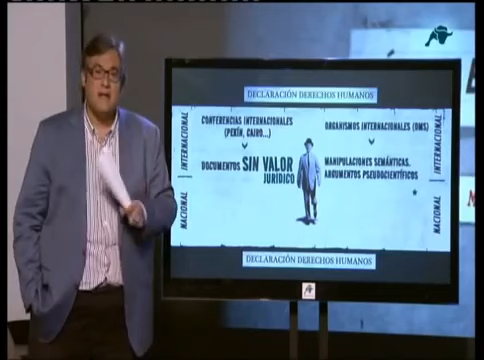 DECLARACIÓN DERECHOS HUMANOS
INTERNACIONAL
CONFERENCIAS INTERNACIONALES
(PEKÍN, CAIRO...)
DOCUMENTOS SIN VALOR
JURÍDICO
ORGANISMOS INTERNACIONALES (OMS)
MANIPULACIONES SEMÁNTICAS,
ARGUMENTOS PSEUDOCIENTÍFICOS
INTERNACIONAL
NACIONAL
NACIONAL
DECLARACIÓN DERECHOS HUMANOS